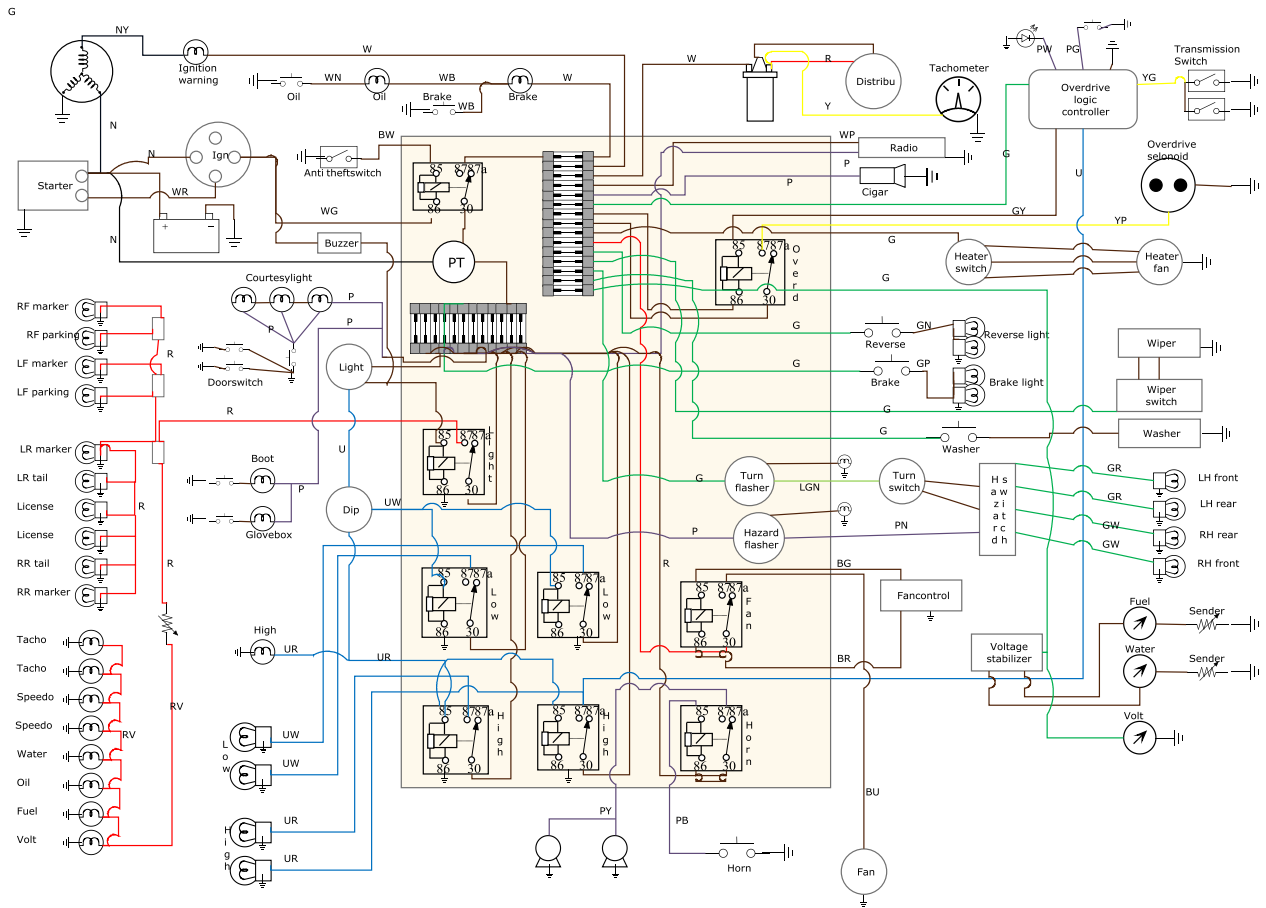 G
NY
W
Ignition
warning
WN
WB
W
Oil
Oil
Brake
WB
Brake
N
N
Ign
Starter
WR
N
BW
Anti theftswitch
WG
Buzzer
PT
85
87
87a
86
30
W
R
Distribu
Y
Tachometer
PW
PG
Overdrive
logic
controller
Transmission
Switch
YG
WP
Radio
P
P
Cigar
G
U
Overdrive
selonoid
GY
YP
85
87
87a
86
30
Overd
G
Heater
switch
Heater
fan
G
Courtesylight
P
P
P
Doorswitch
Light
RF marker
RF parking
LF marker
LF parking
R
R
G
Reverse
GN
Reverse light
G
Brake
GP
Brake light
G
Wiper
Wiper
switch
G
Washer
Washer
LR marker
LR tail
License
License
RR tail
RR marker
R
R
Boot
P
Glovebox
U
Dip
UW
85
87
87a
86
30
Light
G
Turn
flasher
LGN
Turn
switch
P
Hazard
flasher
PN
Hazard
switch
GR
GR
GW
GW
LH front
LH rear
RH rear
RH front
85
87
87a
86
30
Low
85
87
87a
86
30
Low
R
85
87
87a
86
30
Fan
BG
Fancontrol
BR
Voltage
stabilizer
Fuel
Sender
Water
Sender
Volt
High
UR
UR
Tacho
Tacho
Speedo
Speedo
Water
Oil
Fuel
Volt
RV
RV
Low
UW
UW
High
UR
UR
85
87
87a
86
30
High
85
87
87a
86
30
High
85
87
87a
86
30
Horn
PY
PB
Horn
BU
Fan